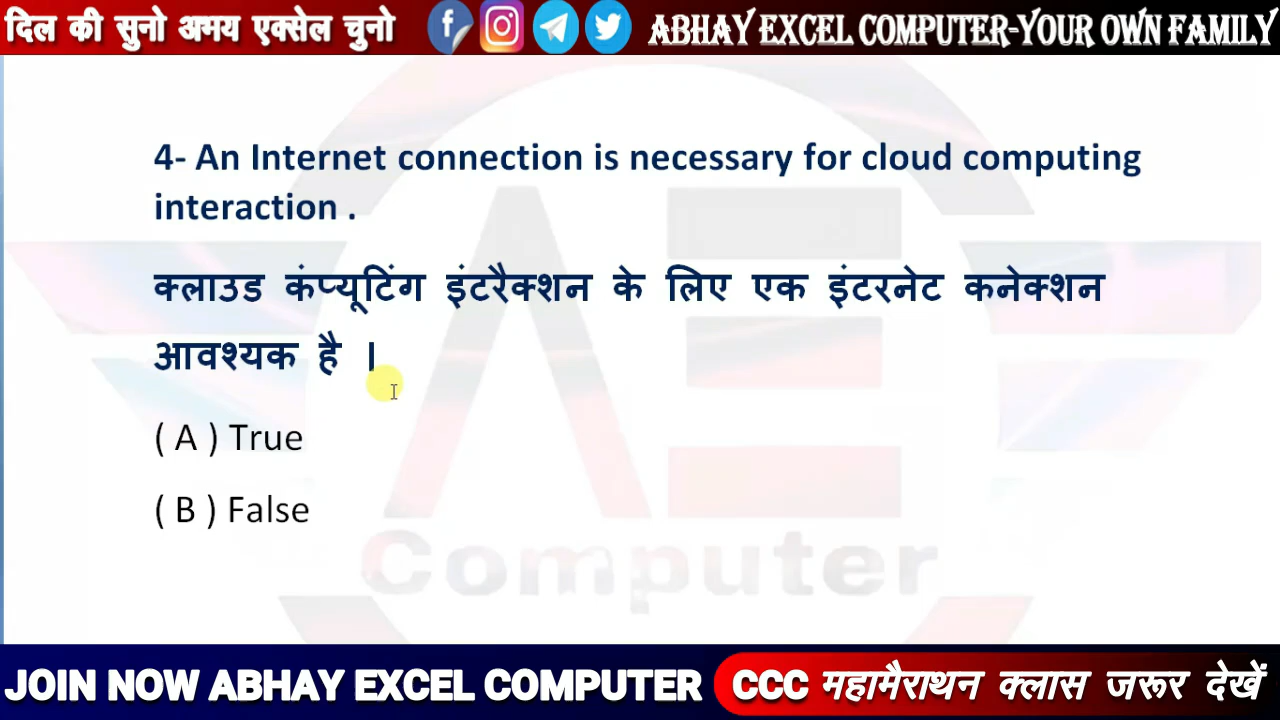 दिल की सुनो अभय एक्सेल चुनो ABHAY EXCEL COMPUTER-YOUR OWN FAMILY
4- An Internet connection is necessary for cloud computing
interaction .
क्लाउड कंप्यूटिंग इंटरैक्शन के लिए एक इंटरनेट कनेक्शन
आवश्यक है ।
( A ) True
( B ) False
Computer
JOIN NOW ABHAY EXCEL COMPUTER CCC महामैराथन क्लास जरूर देखें